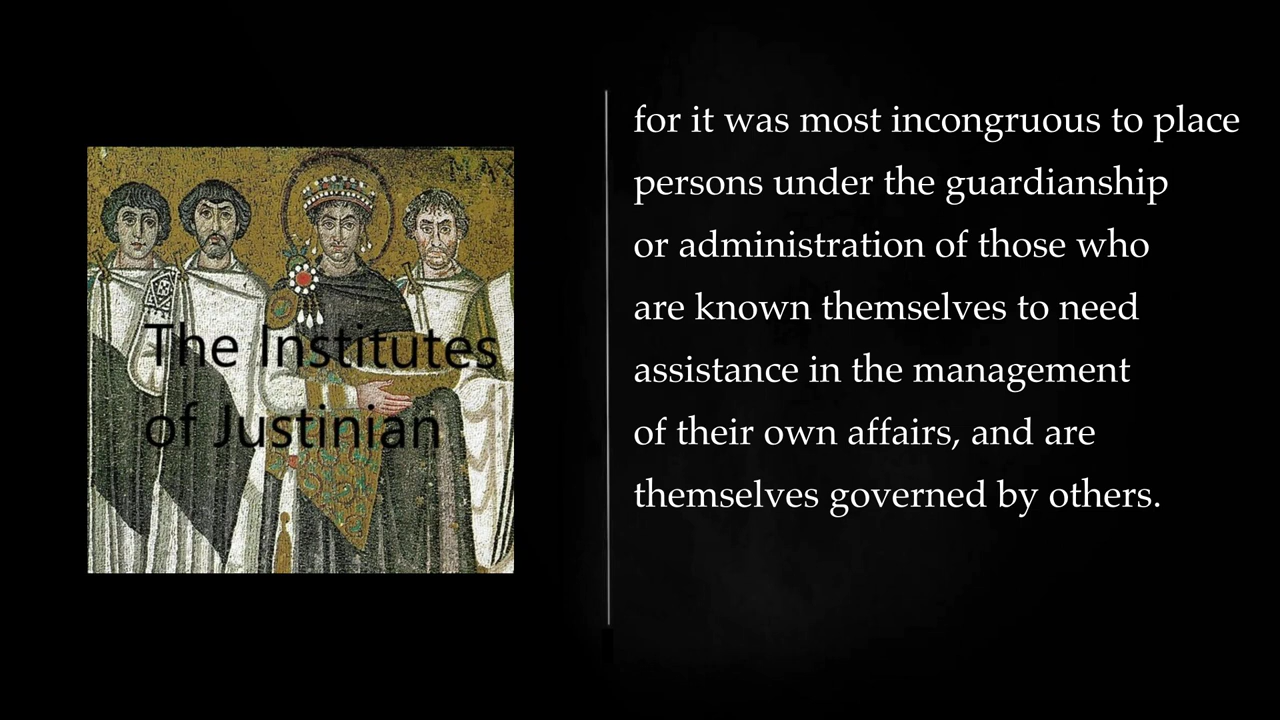 MAX
The Institutes
of Justinian
for it was most incongruous to place
persons under the guardianship
or administration of those who
are known themselves to need
assistance in the management
of their own affairs, and are
themselves governed by others.